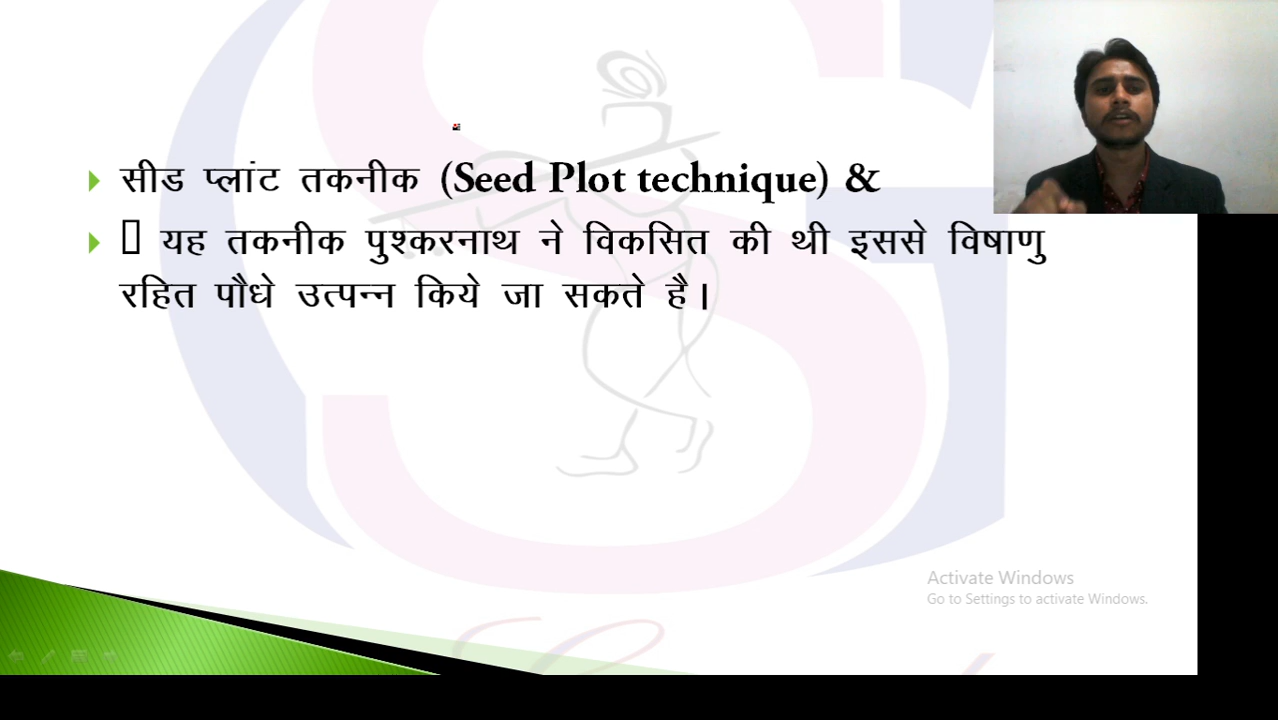 सीड प्लांट तकनीक (Seed Plot technique) &
यह तकनीक पुश्करनाथ ने विकसित की थी इससे विषाणु
रहित पौधे उत्पन्न किये जा सकते है।
Activate Windows
Go to Settings to activate Windows.